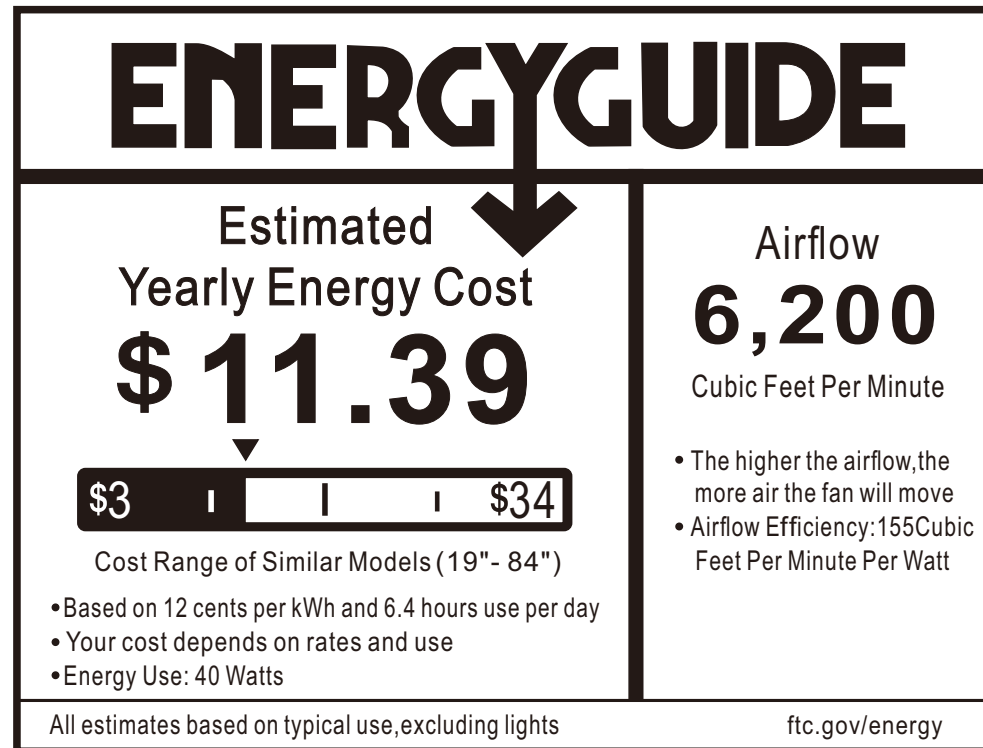 ENERGYGUIDE
Estimated
Yearly Energy Cost
$11.39
$3 $34
Cost Range of Similar Models (19"- 84")
•Based on 12 cents per kWh and 6.4 hours use per day
• Your cost depends on rates and use
•Energy Use: 40 Watts
Airflow
6,200
Cubic Feet Per Minute
• The higher the airflow,the
more air the fan will move
• Airflow Efficiency:155Cubic
Feet Per Minute Per Watt
All estimates based on typical use,excluding lights
ftc.gov/energy